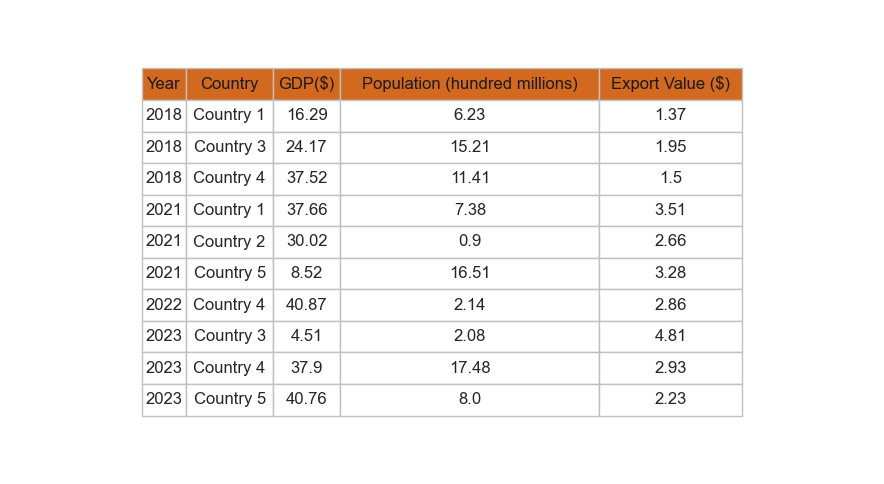 Year Country GDP($) Population (hundred millions) Export Value ($)
2018 Country 1 16.29 6.23 1.37
2018 Country 3 24.17 15.21 1.95
2018 Country 4 37.52 11.41 1.5
2021 Country 1 37.66 7.38 3.51
2021 Country 2 30.02 0.9 2.66
2021 Country 5 8.52 16.51 3.28
2022 Country 4 40.87 2.14 2.86
2023 Country 3 4.51 2.08 4.81
2023 Country 4 37.9 17.48 2.93
2023 Country 5 40.76 8.0 2.23